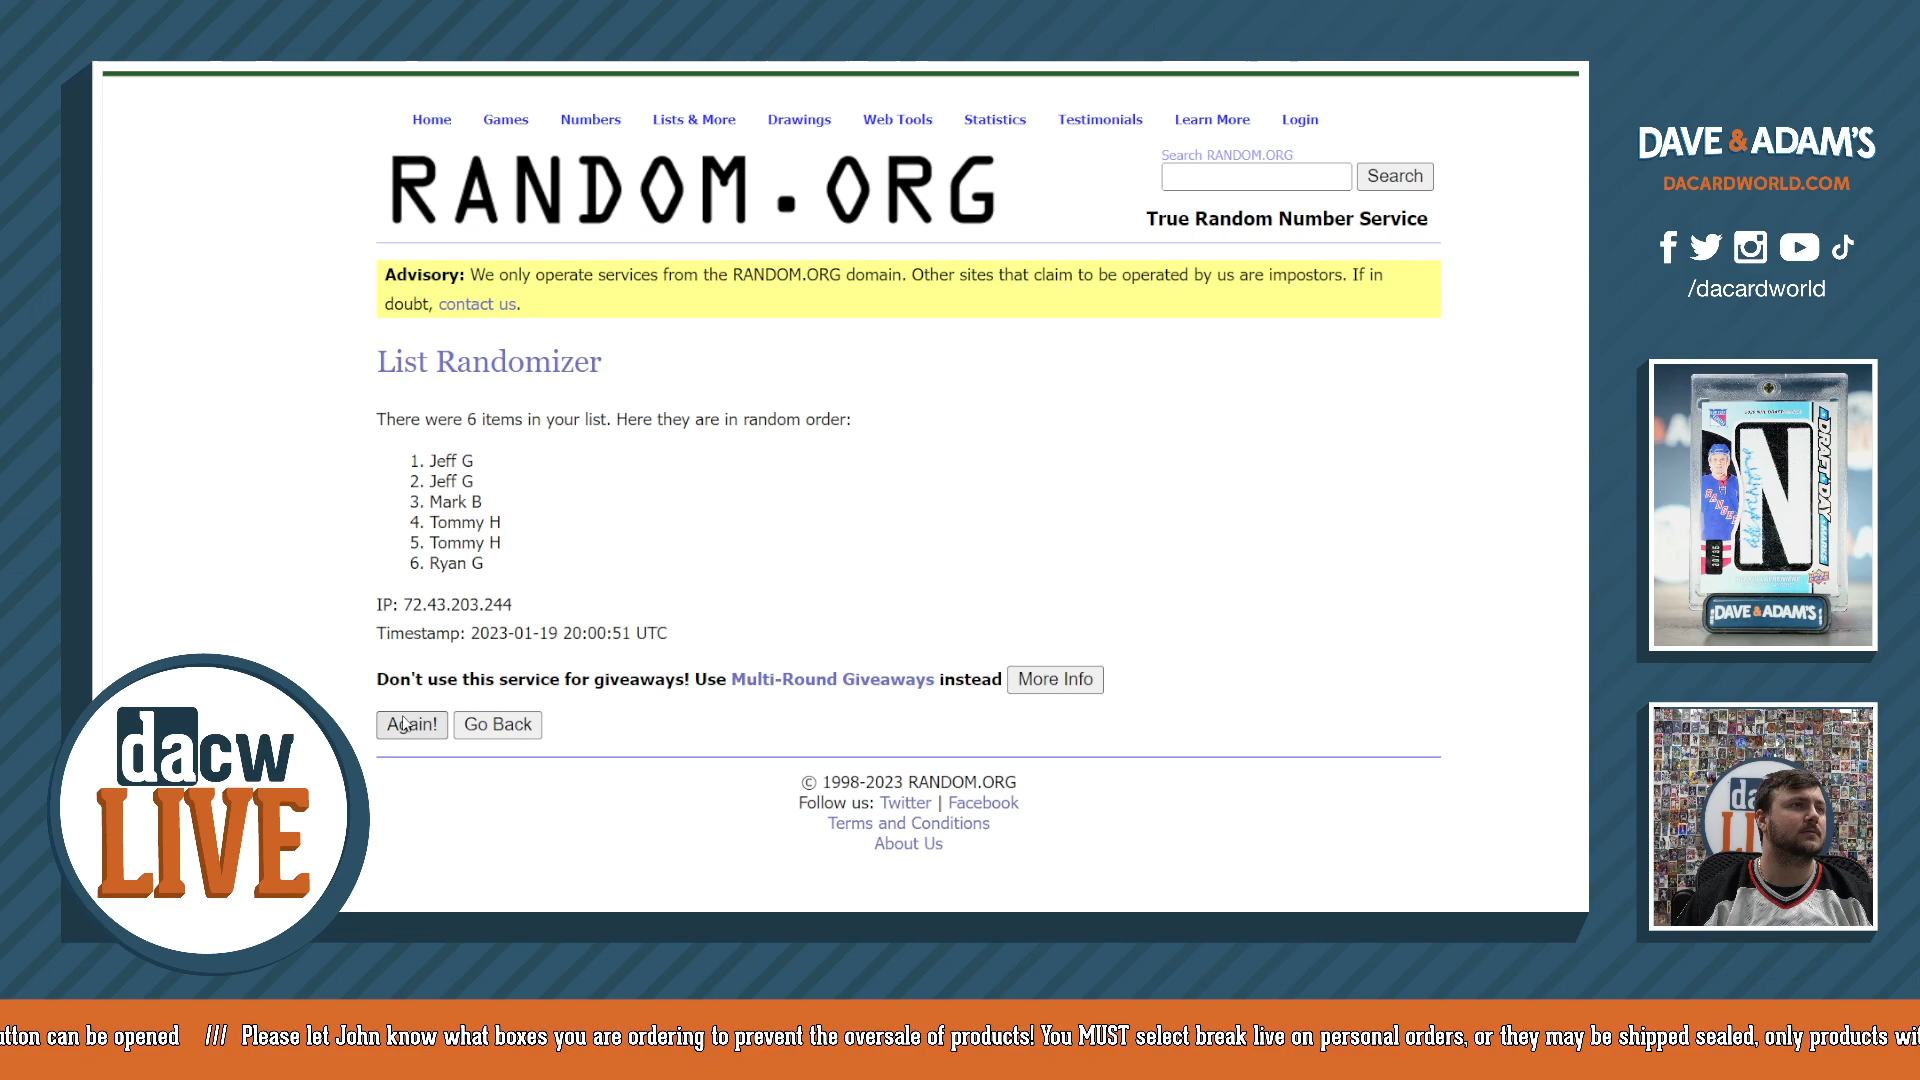 Home Games Numbers Lists & More Drawings Web Tools Statistics Testimonials Learn More Login
RANDOM.ORG
Search RANDOM.ORG
Search
True Random Number Service
Advisory: We only operate services from the RANDOM.ORG domain. Other sites that claim to be operated by us are impostors. If in
doubt, contact us.
List Randomizer
There were 6 items in your list. Here they are in random order:
1. Jeff G
2. Jeff G
3. Mark B
4. Tommy H
5. Tommy H
6. Ryan G
IP: 72.43.203.244
Timestamp: 2023-01-19 20:00:51 UTC
Don't use this service for giveaways! Use Multi-Round Giveaways instead More Info
Again! Go Back
© 1998-2023 RANDOM.ORG
Follow us: Twitter | Facebook
Terms and Conditions
About Us
dacw
LIVE
DAVE & ADAM'S
DACARDWORLD.COM
/dacardworld
DRAFT DAY MARKS
N
RANGERS
DAVE & ADAM'S
da
LI
utton can be opened /// Please let John know what boxes you are ordering to prevent the oversale of products! You MUST select break live on personal orders, or they may be shipped sealed, only products wi